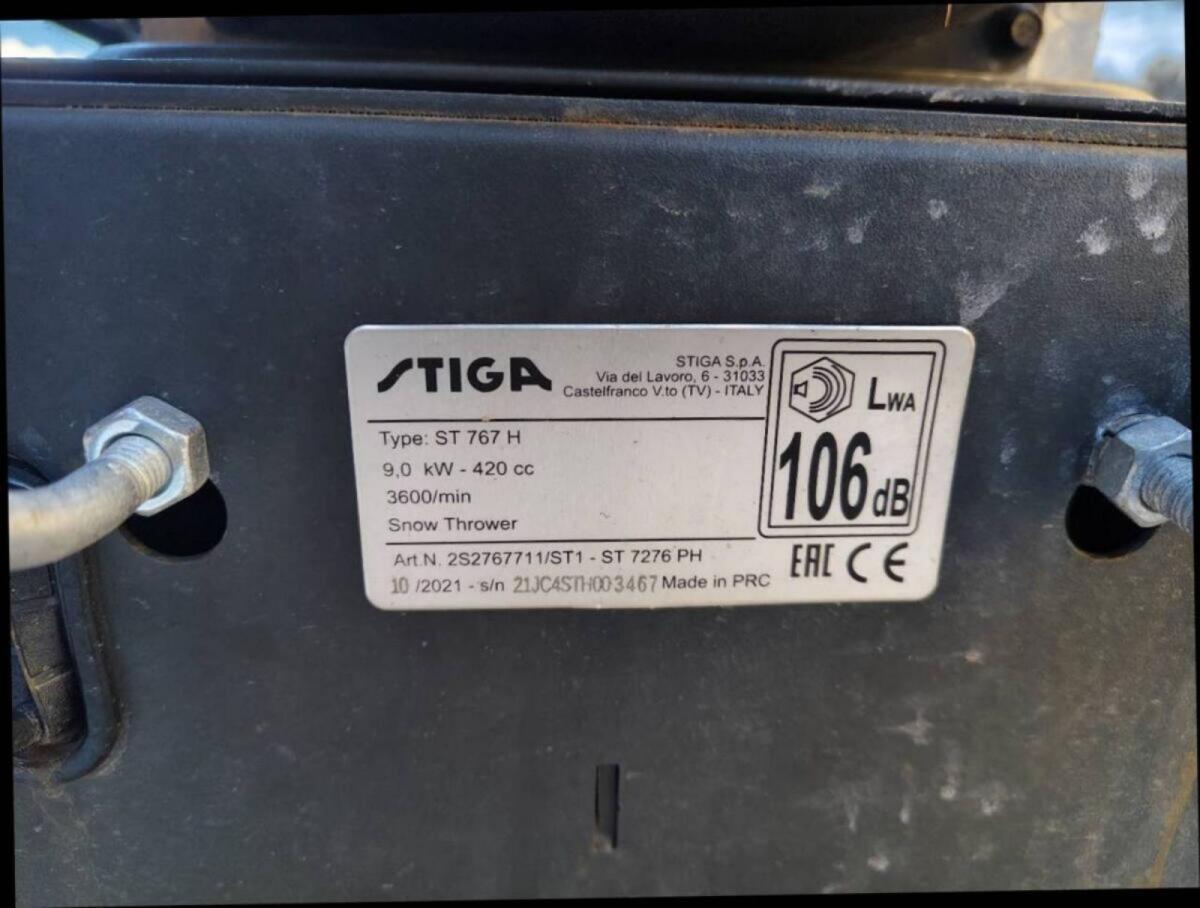 STIGA
STIGA S.p.A.
Via del Lavoro, 6 - 31033
Castelfranco V.to (TV) - ITALY
Type: ST 767 H
9,0 kW - 420 cc
3600/min
Snow Thrower
LWA
106 dB
Art.N. 2S2767711/ST1 - ST 7276 PH
10 /2021 - s/n 21JC4STH003467 Made in PRC
EAC CE